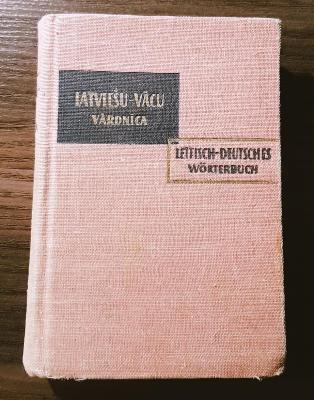 LATVIEŠU-VĀCU
VĀRDNĪCA
LETTISCH-DEUTSCHES
WÖRTERBUCH